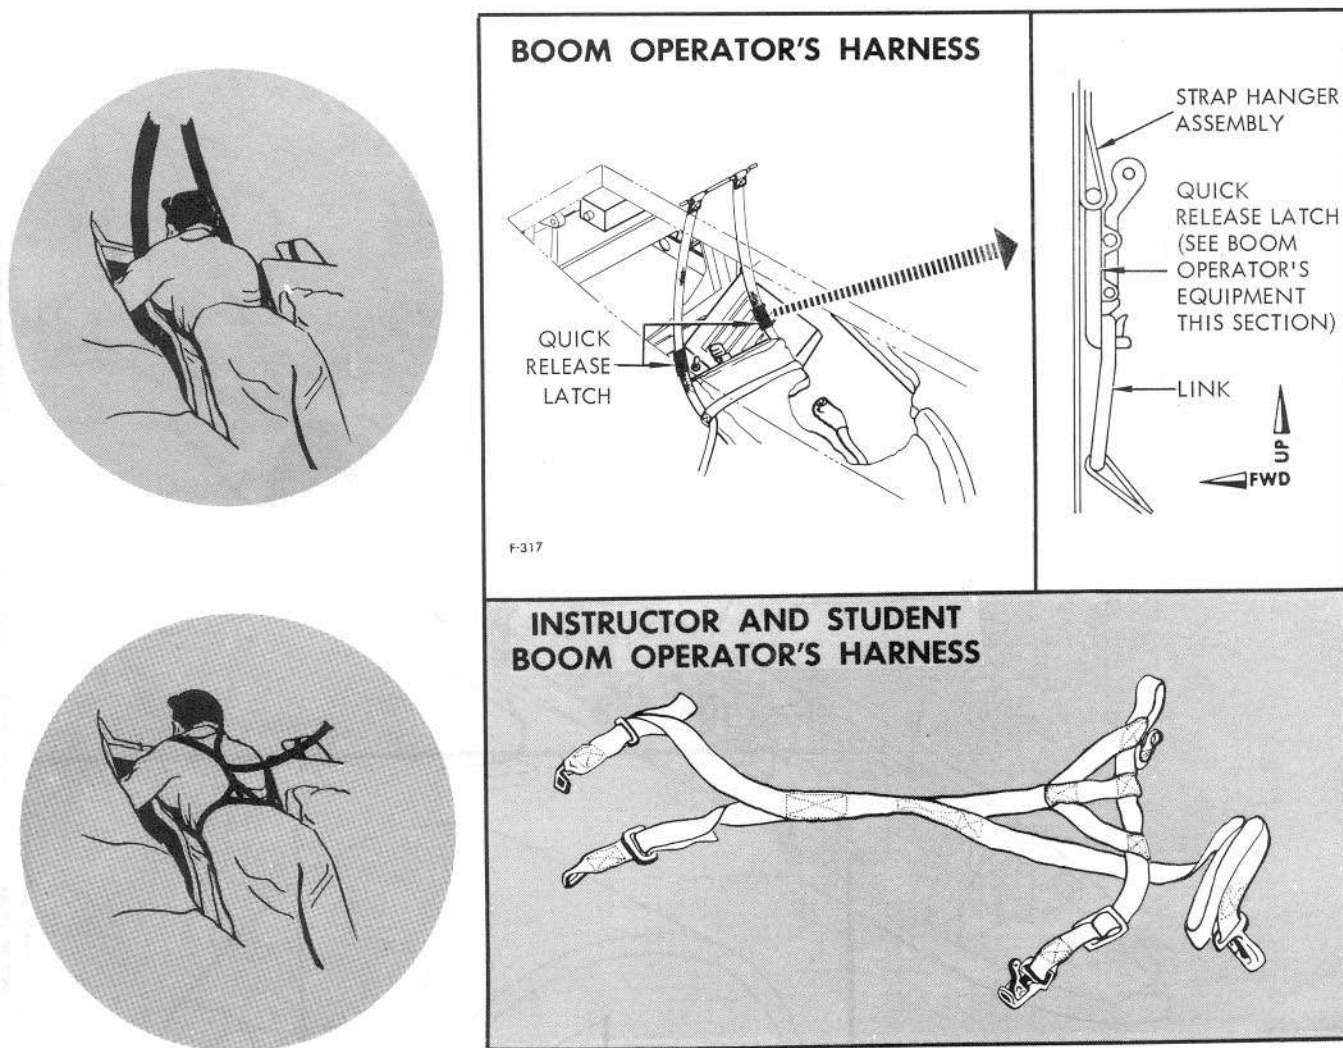 BOOM OPERATOR'S HARNESS
QUICK
RELEASE
LATCH
F-317
STRAP HANGER
ASSEMBLY
QUICK
RELEASE LATCH
(SEE BOOM
OPERATOR'S
EQUIPMENT
THIS SECTION)
LINK
UP
FWD
INSTRUCTOR AND STUDENT
BOOM OPERATOR'S HARNESS